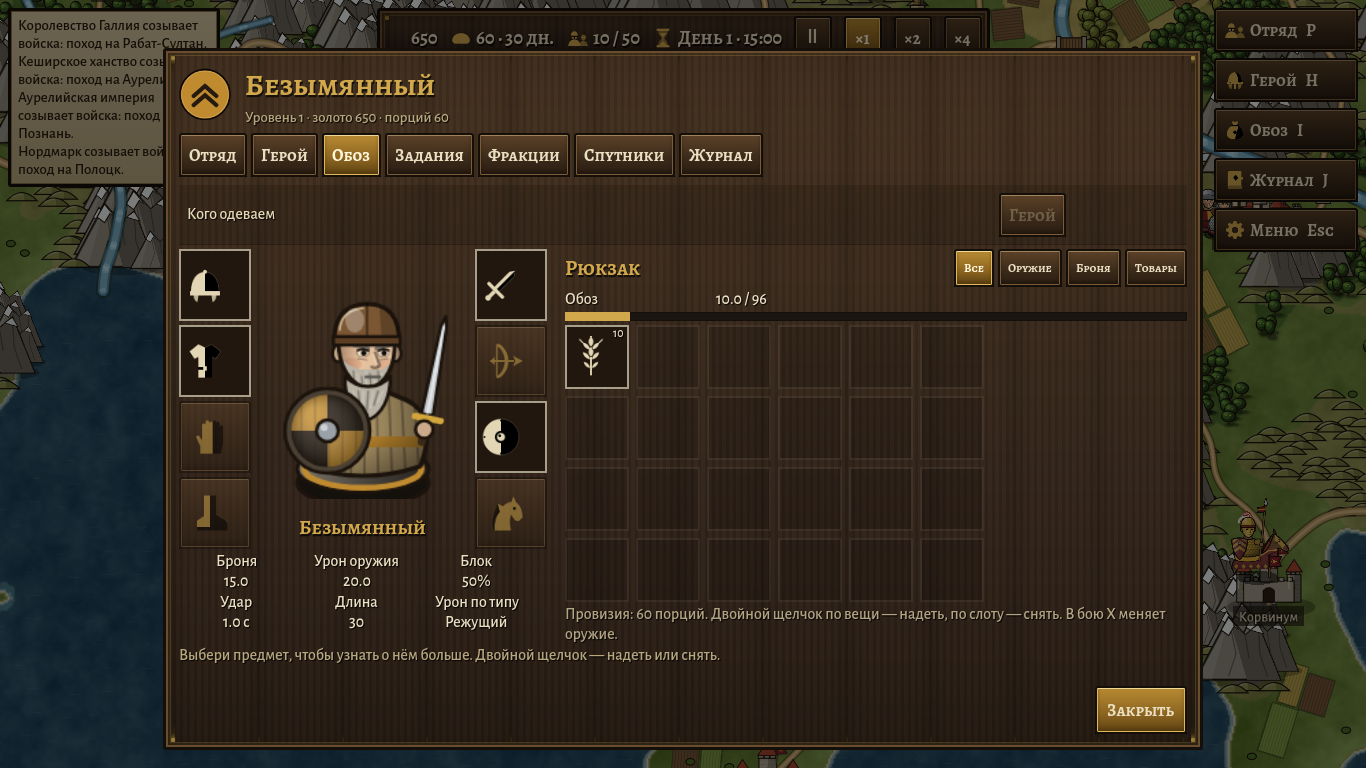 Королевство Галлия созывает
войска: поход на Рабат-Султан.
Кеширское ханство созы
войска: поход на Аурели
Аурелийская империя
созывает войска: поход
Познань.
Нордмарк созывает вой
поход на Полоцк.
650 60 · 30 дн. 10 / 50 День 1 · 15:00 II ×1 ×2 ×4
Отряд P
Герой H
Обоз I
Журнал J
Меню Esc
Безымянный
Уровень 1 · золото 650 · порций 60
Отряд Герой Обоз Задания Фракции Спутники Журнал
Кого одеваем Герой
Рюкзак Все Оружие Броня Товары
Обоз 10.0 / 96
10
Безымянный
Броня Урон оружия Блок
15.0 20.0 50%
Удар Длина Урон по типу
1.0 с 30 Режущий
Провизия: 60 порций. Двойной щелчок по вещи — надеть, по слоту — снять. В бою X меняет
оружие.
Выбери предмет, чтобы узнать о нём больше. Двойной щелчок — надеть или снять.
Закрыть
Корвинум